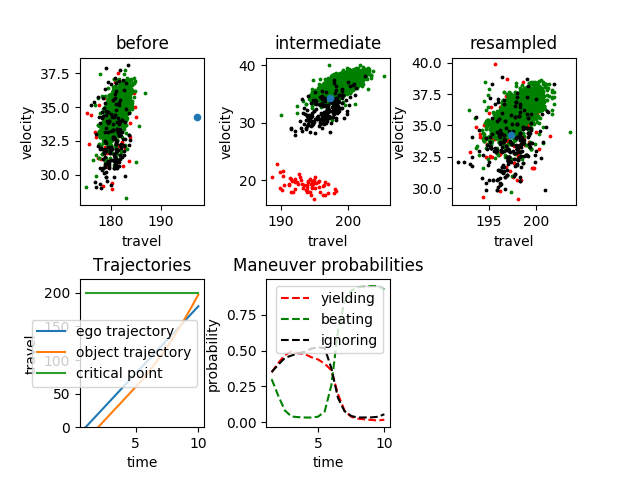 before
intermediate
resampled
37.5
35.0
32.5
30.0
velocity
180
190
travel
40
30
20
velocity
190
200
travel
40.0
37.5
35.0
32.5
30.0
velocity
195
200
travel
Trajectories
Maneuver probabilities
200
150
100
50
0
travel
ego trajectory
object trajectory
critical point
5
10
time
0.75
0.50
0.25
0.00
probability
yielding
beating
ignoring
5
10
time